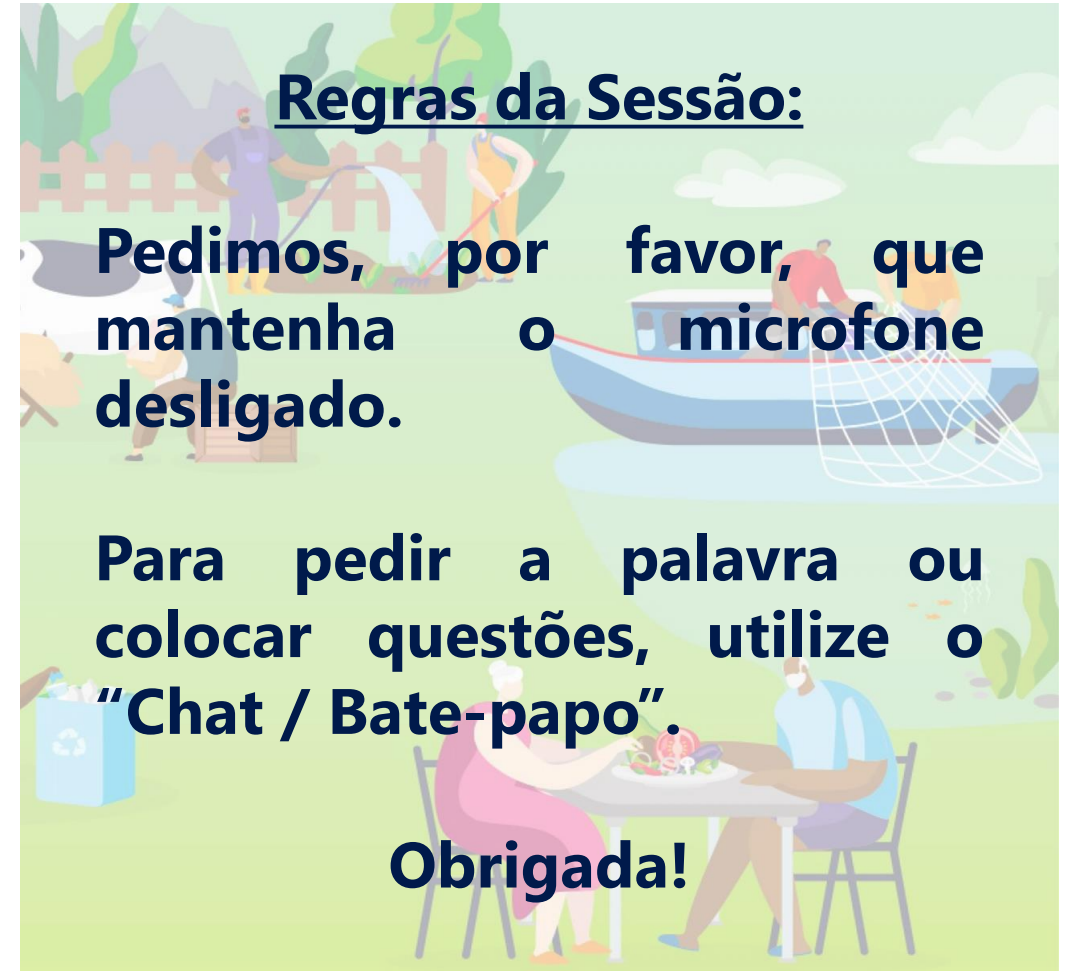 Regras da Sessão:
Pedimos, por favor, que
mantenha o microfone
desligado.
Para pedir a palavra ou
colocar questões, utilize o
“Chat / Bate-papo”.
Obrigada!